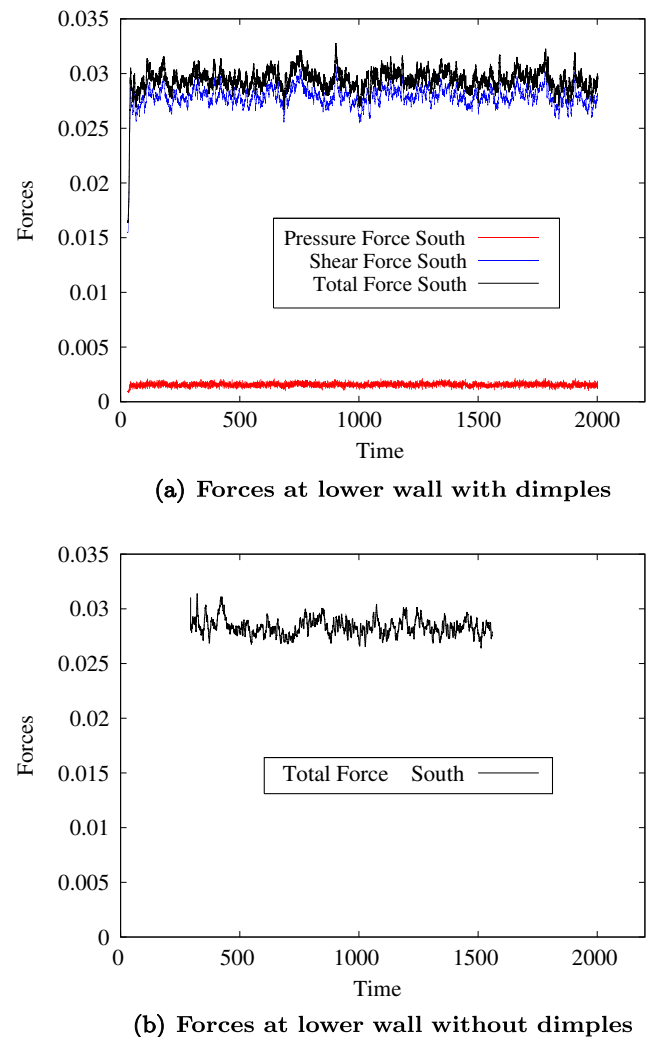 0.035
0.03
0.025
0.02
0.015
0.01
0.005
0
Forces
Pressure Force South
Shear Force South
Total Force South
0 500 1000 1500 2000
Time
(a) Forces at lower wall with dimples
0.035
0.03
0.025
0.02
0.015
0.01
0.005
0
Forces
Total Force South
0 500 1000 1500 2000
Time
(b) Forces at lower wall without dimples